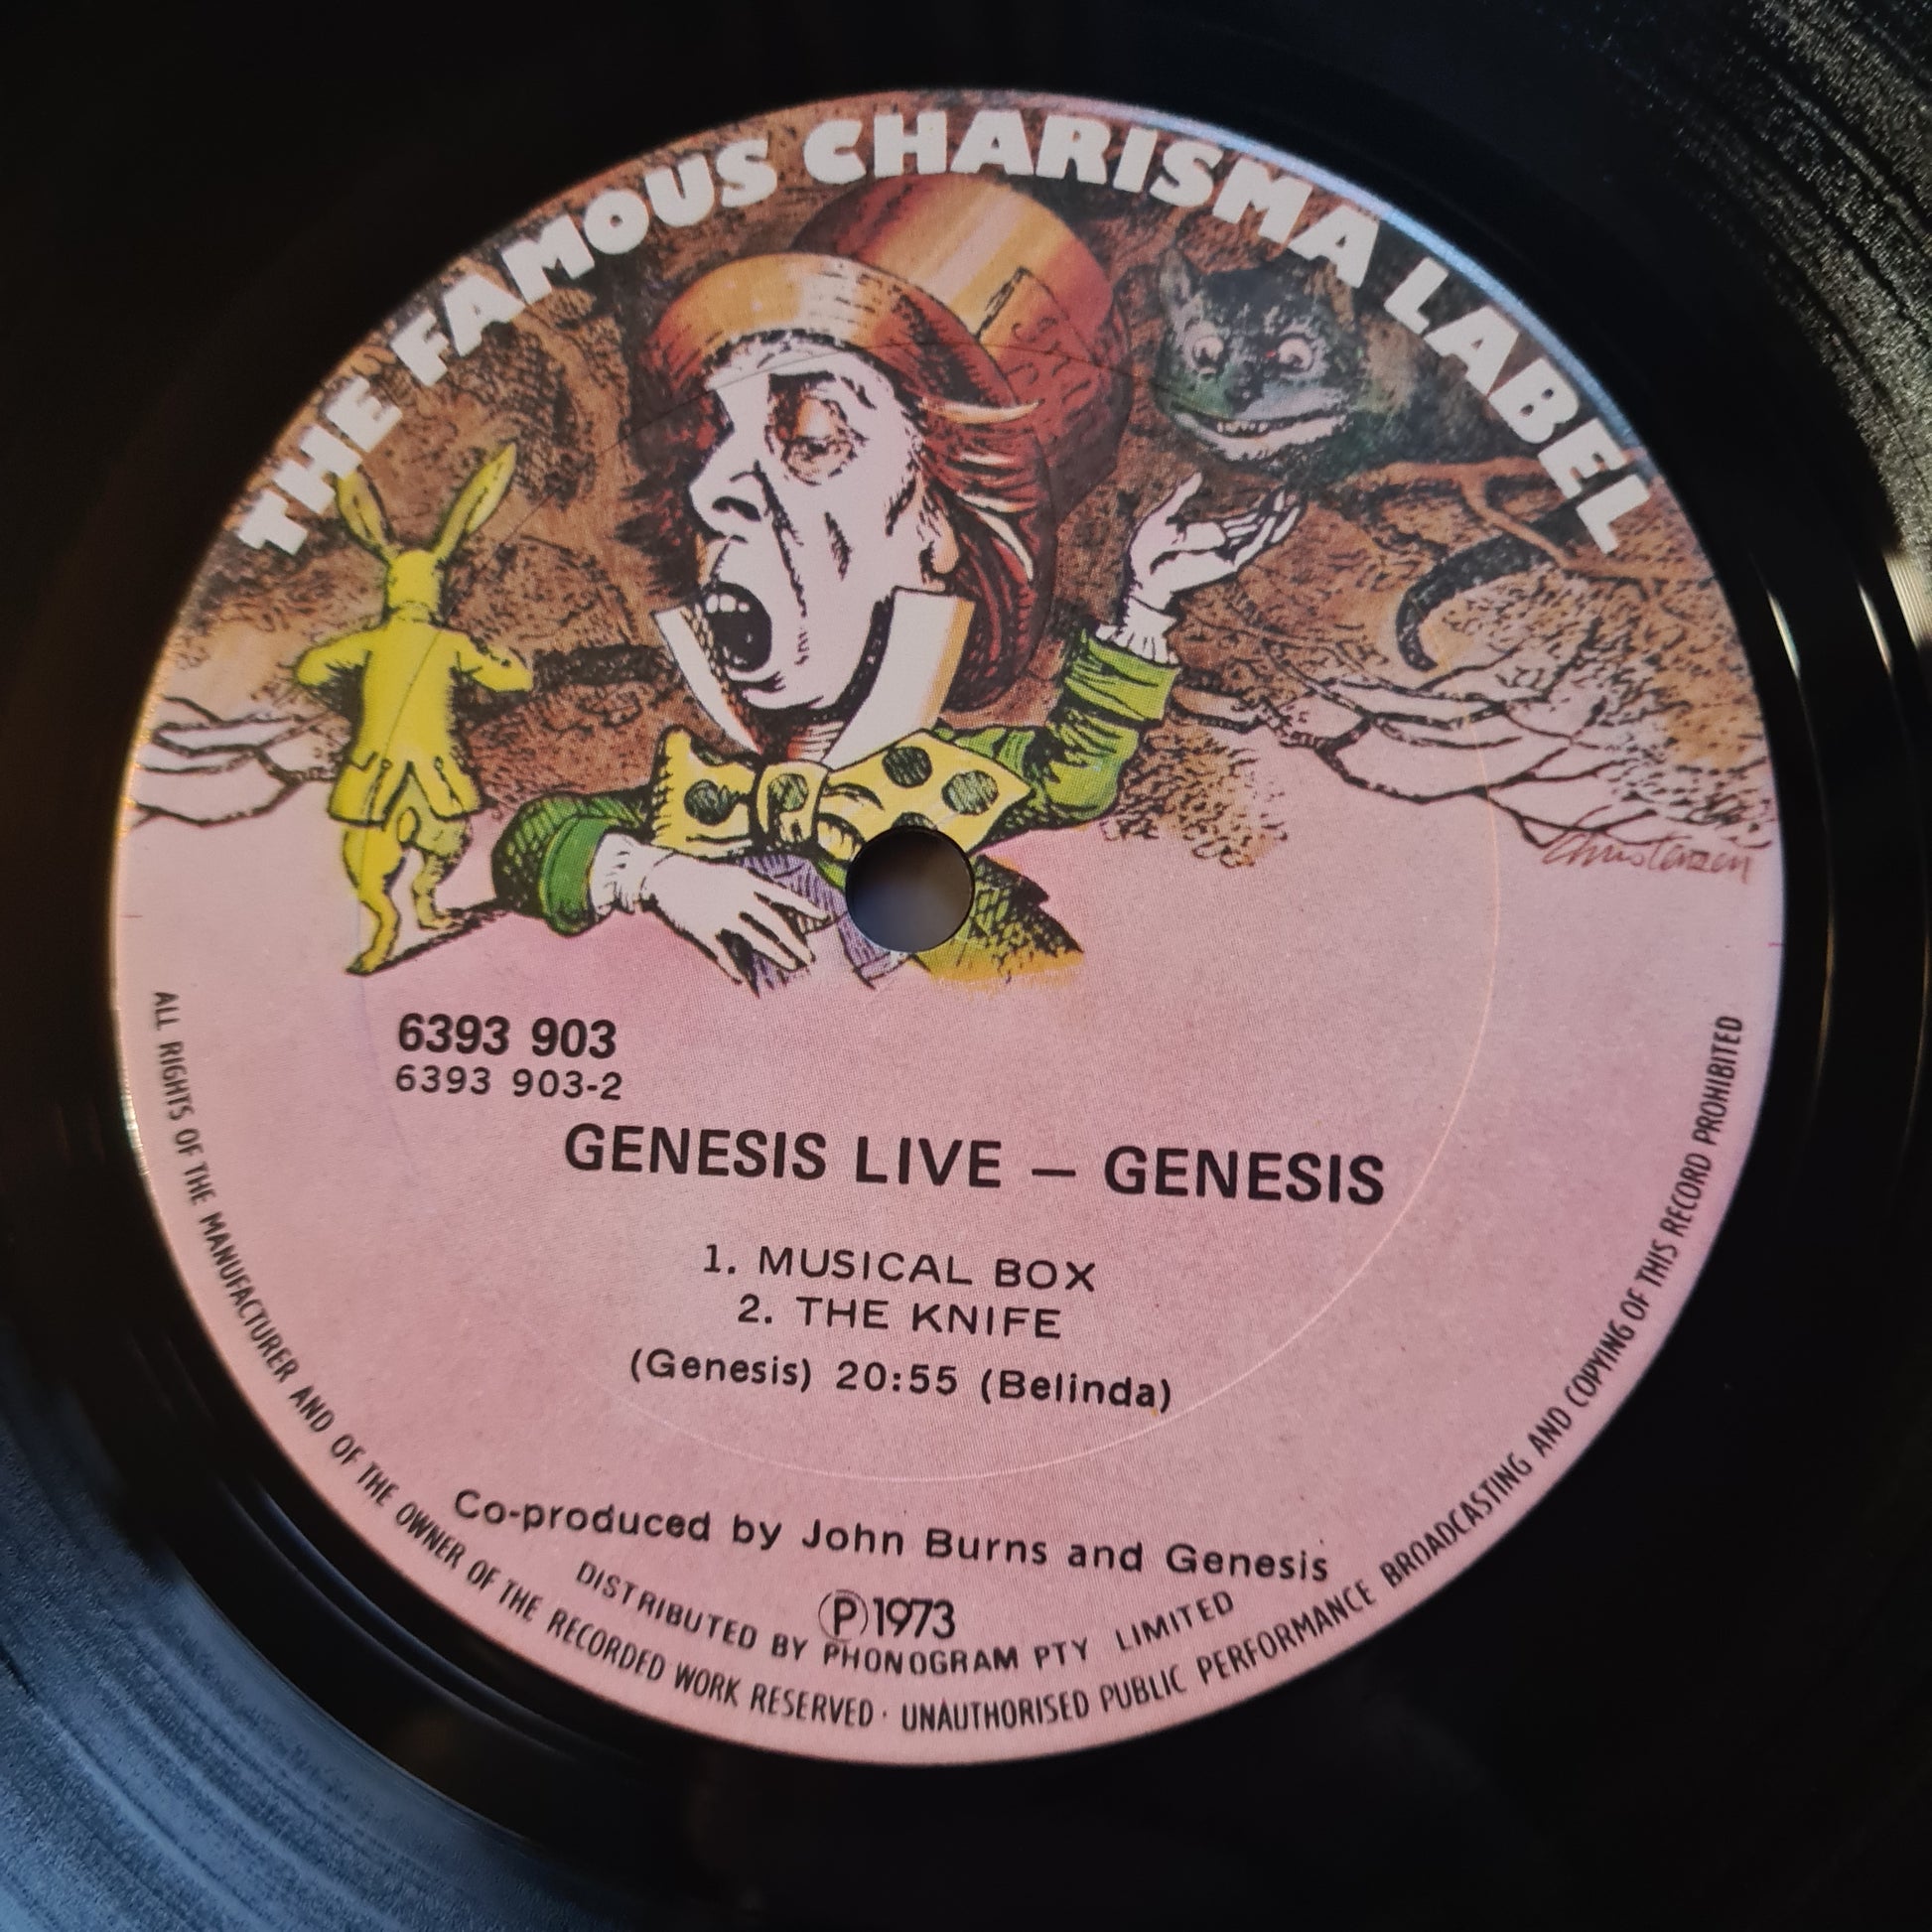 THE FAMOUS CHARISMA LABEL
Christenzen
6393 903
6393 903-2
GENESIS LIVE — GENESIS
1. MUSICAL BOX
2. THE KNIFE
(Genesis) 20:55 (Belinda)
Co-produced by John Burns and Genesis
Ⓟ1973
DISTRIBUTED BY PHONOGRAM PTY LIMITED
ALL RIGHTS OF THE MANUFACTURER AND OF THE OWNER OF THE RECORDED WORK RESERVED · UNAUTHORISED PUBLIC PERFORMANCE BROADCASTING AND COPYING OF THIS RECORD PROHIBITED